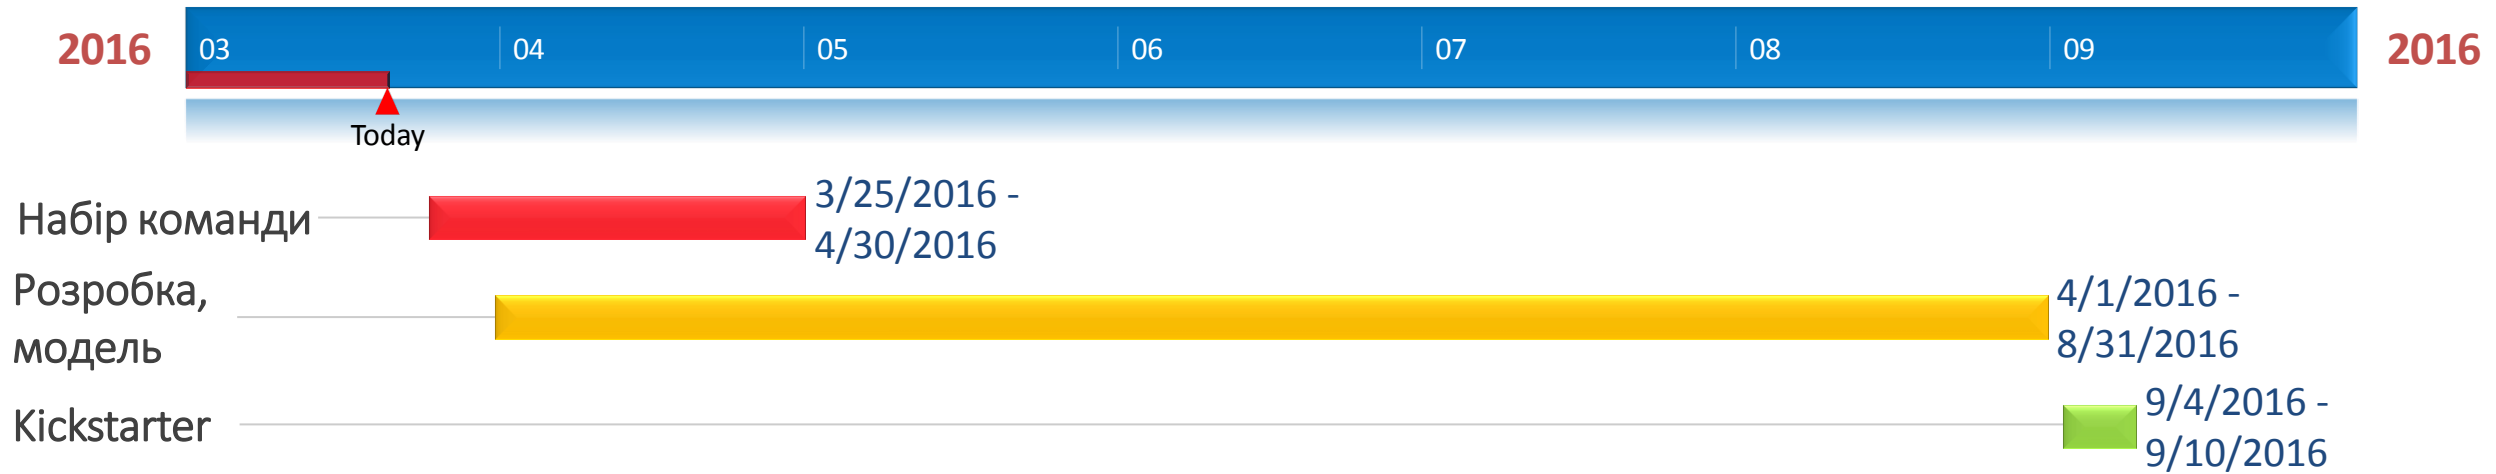 2016
03 04 05 06 07 08 09
2016
Today
Набір команди
3/25/2016 -
4/30/2016
Розробка,
модель
4/1/2016 -
8/31/2016
Kickstarter
9/4/2016 -
9/10/2016